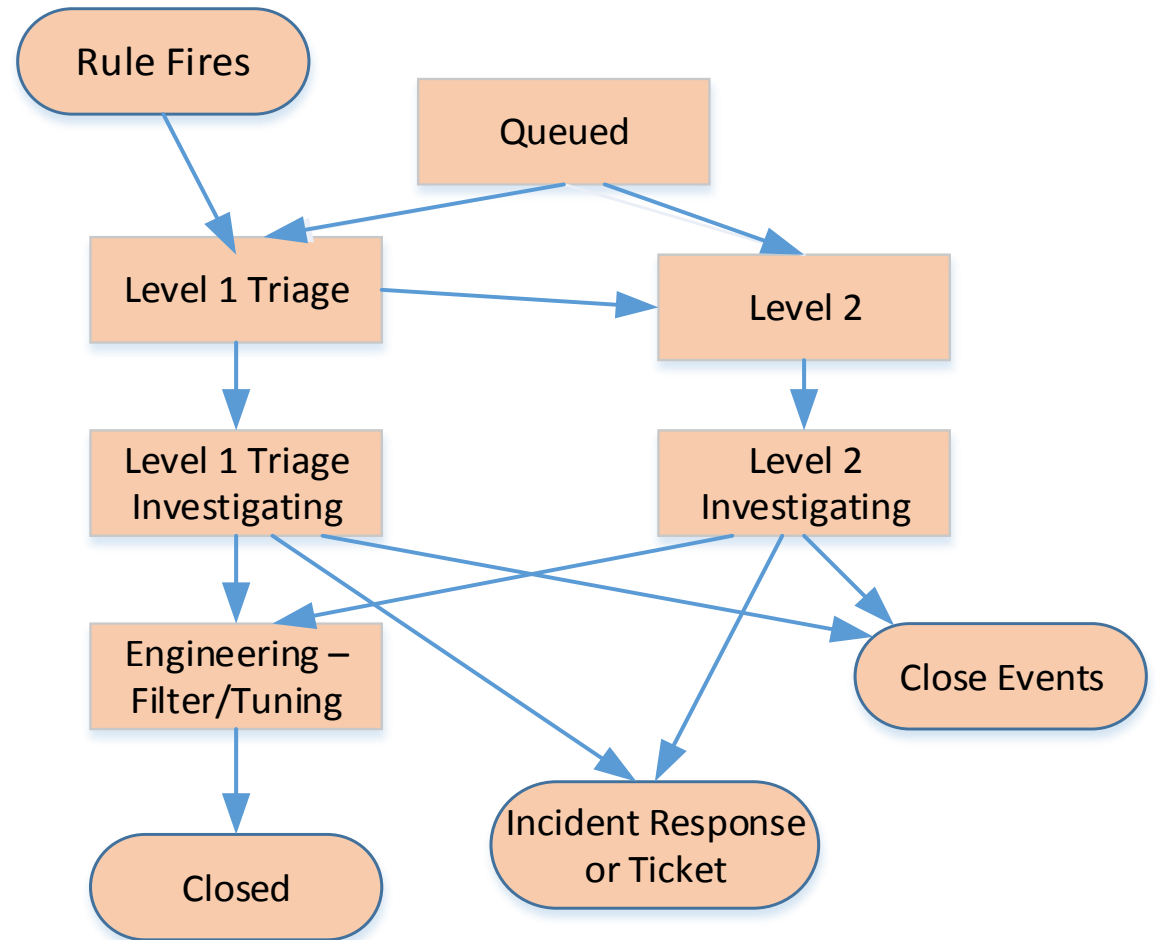 Rule Fires
Queued
Level 1 Triage
Level 2
Level 1 Triage
Investigating
Level 2
Investigating
Engineering –
Filter/Tuning
Close Events
Incident Response
or Ticket
Closed